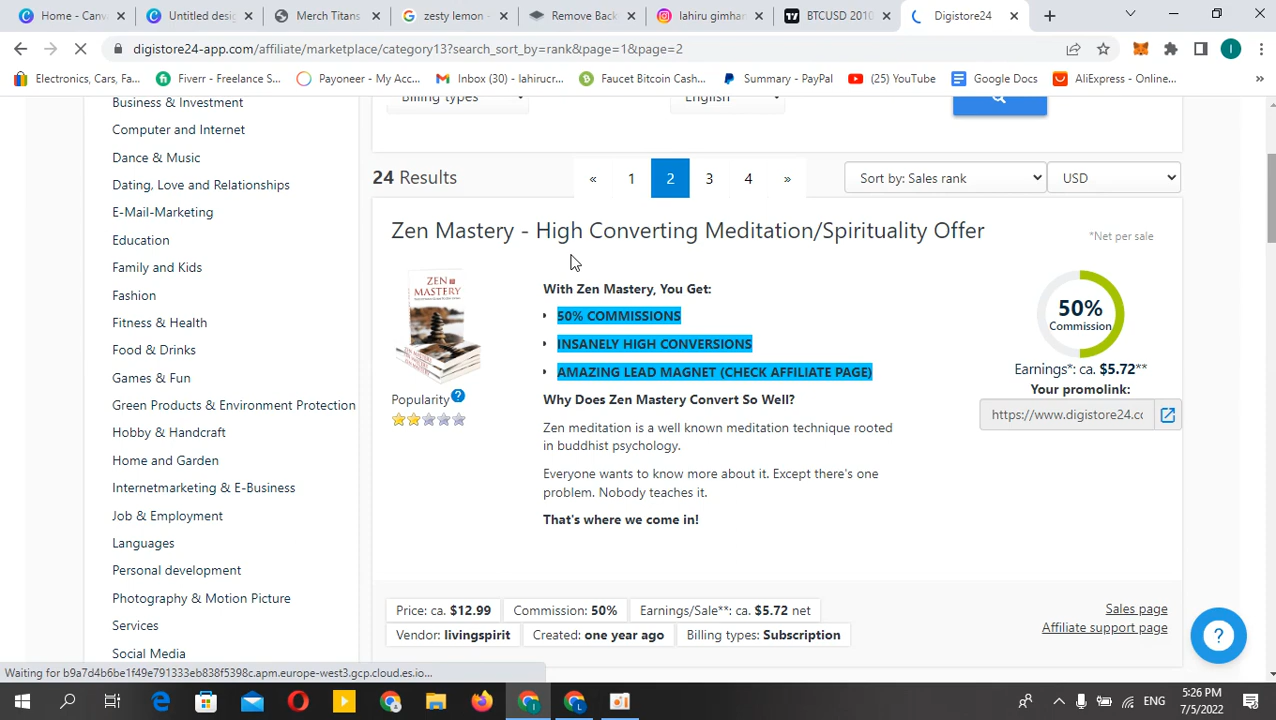 Home - Canv
Untitled desig
Merch Titans
zesty lemon -
Remove Back
lahiru gimhan
BTCUSD 2010
Digistore24
digistore24-app.com/affiliate/marketplace/category13?search_sort_by=rank&page=1&page=2
Electronics, Cars, Fa...
Fiverr - Freelance S...
Payoneer - My Acc...
Inbox (30) - lahirucr...
Faucet Bitcoin Cash...
Summary - PayPal
(25) YouTube
Google Docs
AliExpress - Online...
»
Business & Investment
Computer and Internet
Dance & Music
Dating, Love and Relationships
E-Mail-Marketing
Education
Family and Kids
Fashion
Fitness & Health
Food & Drinks
Games & Fun
Green Products & Environment Protection
Hobby & Handcraft
Home and Garden
Internetmarketing & E-Business
Job & Employment
Languages
Personal development
Photography & Motion Picture
Services
Social Media
Billing types
English
24 Results
« 1 2 3 4 »
Sort by: Sales rank
USD
Zen Mastery - High Converting Meditation/Spirituality Offer
*Net per sale
ZEN
MASTERY
Popularity ?
With Zen Mastery, You Get:
50% COMMISSIONS
INSANELY HIGH CONVERSIONS
AMAZING LEAD MAGNET (CHECK AFFILIATE PAGE)
Why Does Zen Mastery Convert So Well?
Zen meditation is a well known meditation technique rooted
in buddhist psychology.
Everyone wants to know more about it. Except there's one
problem. Nobody teaches it.
That's where we come in!
50%
Commission
Earnings*: ca. $5.72**
Your promolink:
https://www.digistore24.cc
Price: ca. $12.99
Commission: 50%
Earnings/Sale**: ca. $5.72 net
Vendor: livingspirit
Created: one year ago
Billing types: Subscription
Sales page
Affiliate support page
?
Waiting for b9a7d4b6be1f49e791333eb838f5398c.apm.europe-west3.gcp.cloud.es.io...
ENG
5:26 PM
7/5/2022